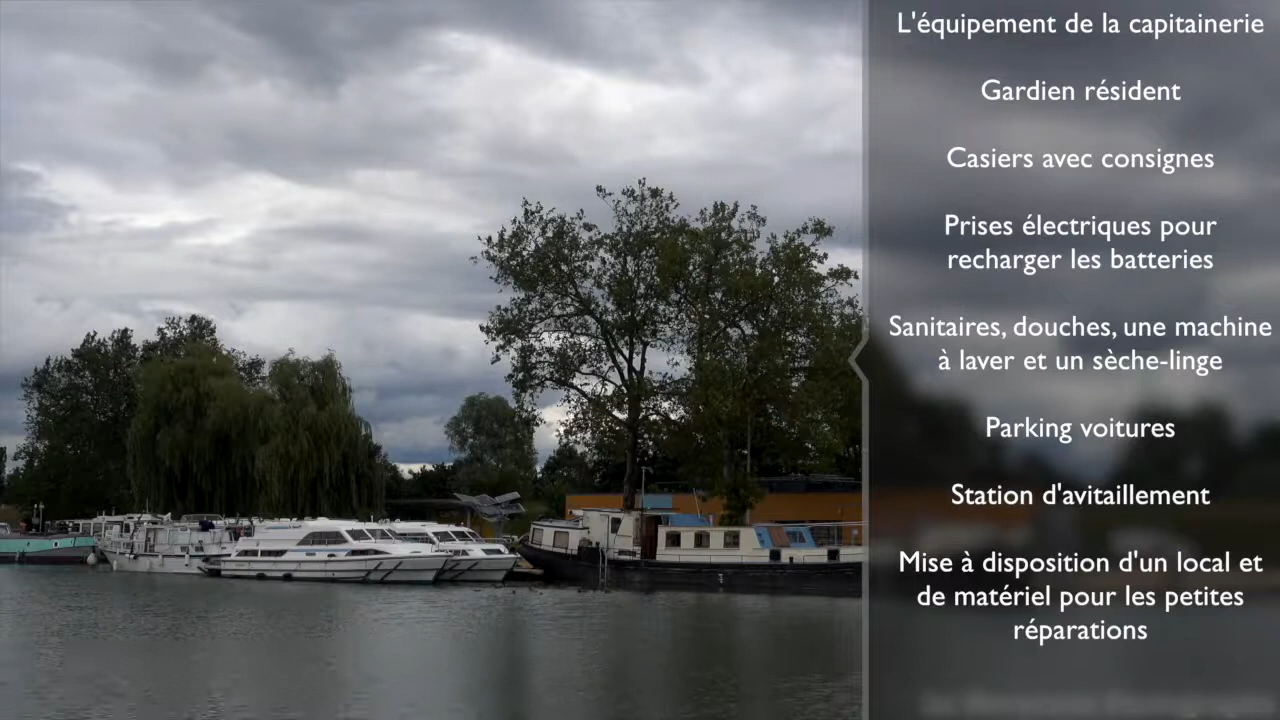 L'équipement de la capitainerie
Gardien résident
Casiers avec consignes
Prises électriques pour
recharger les batteries
Sanitaires, douches, une machine
à laver et un sèche-linge
Parking voitures
Station d'avitaillement
Mise à disposition d'un local et
de matériel pour les petites
réparations